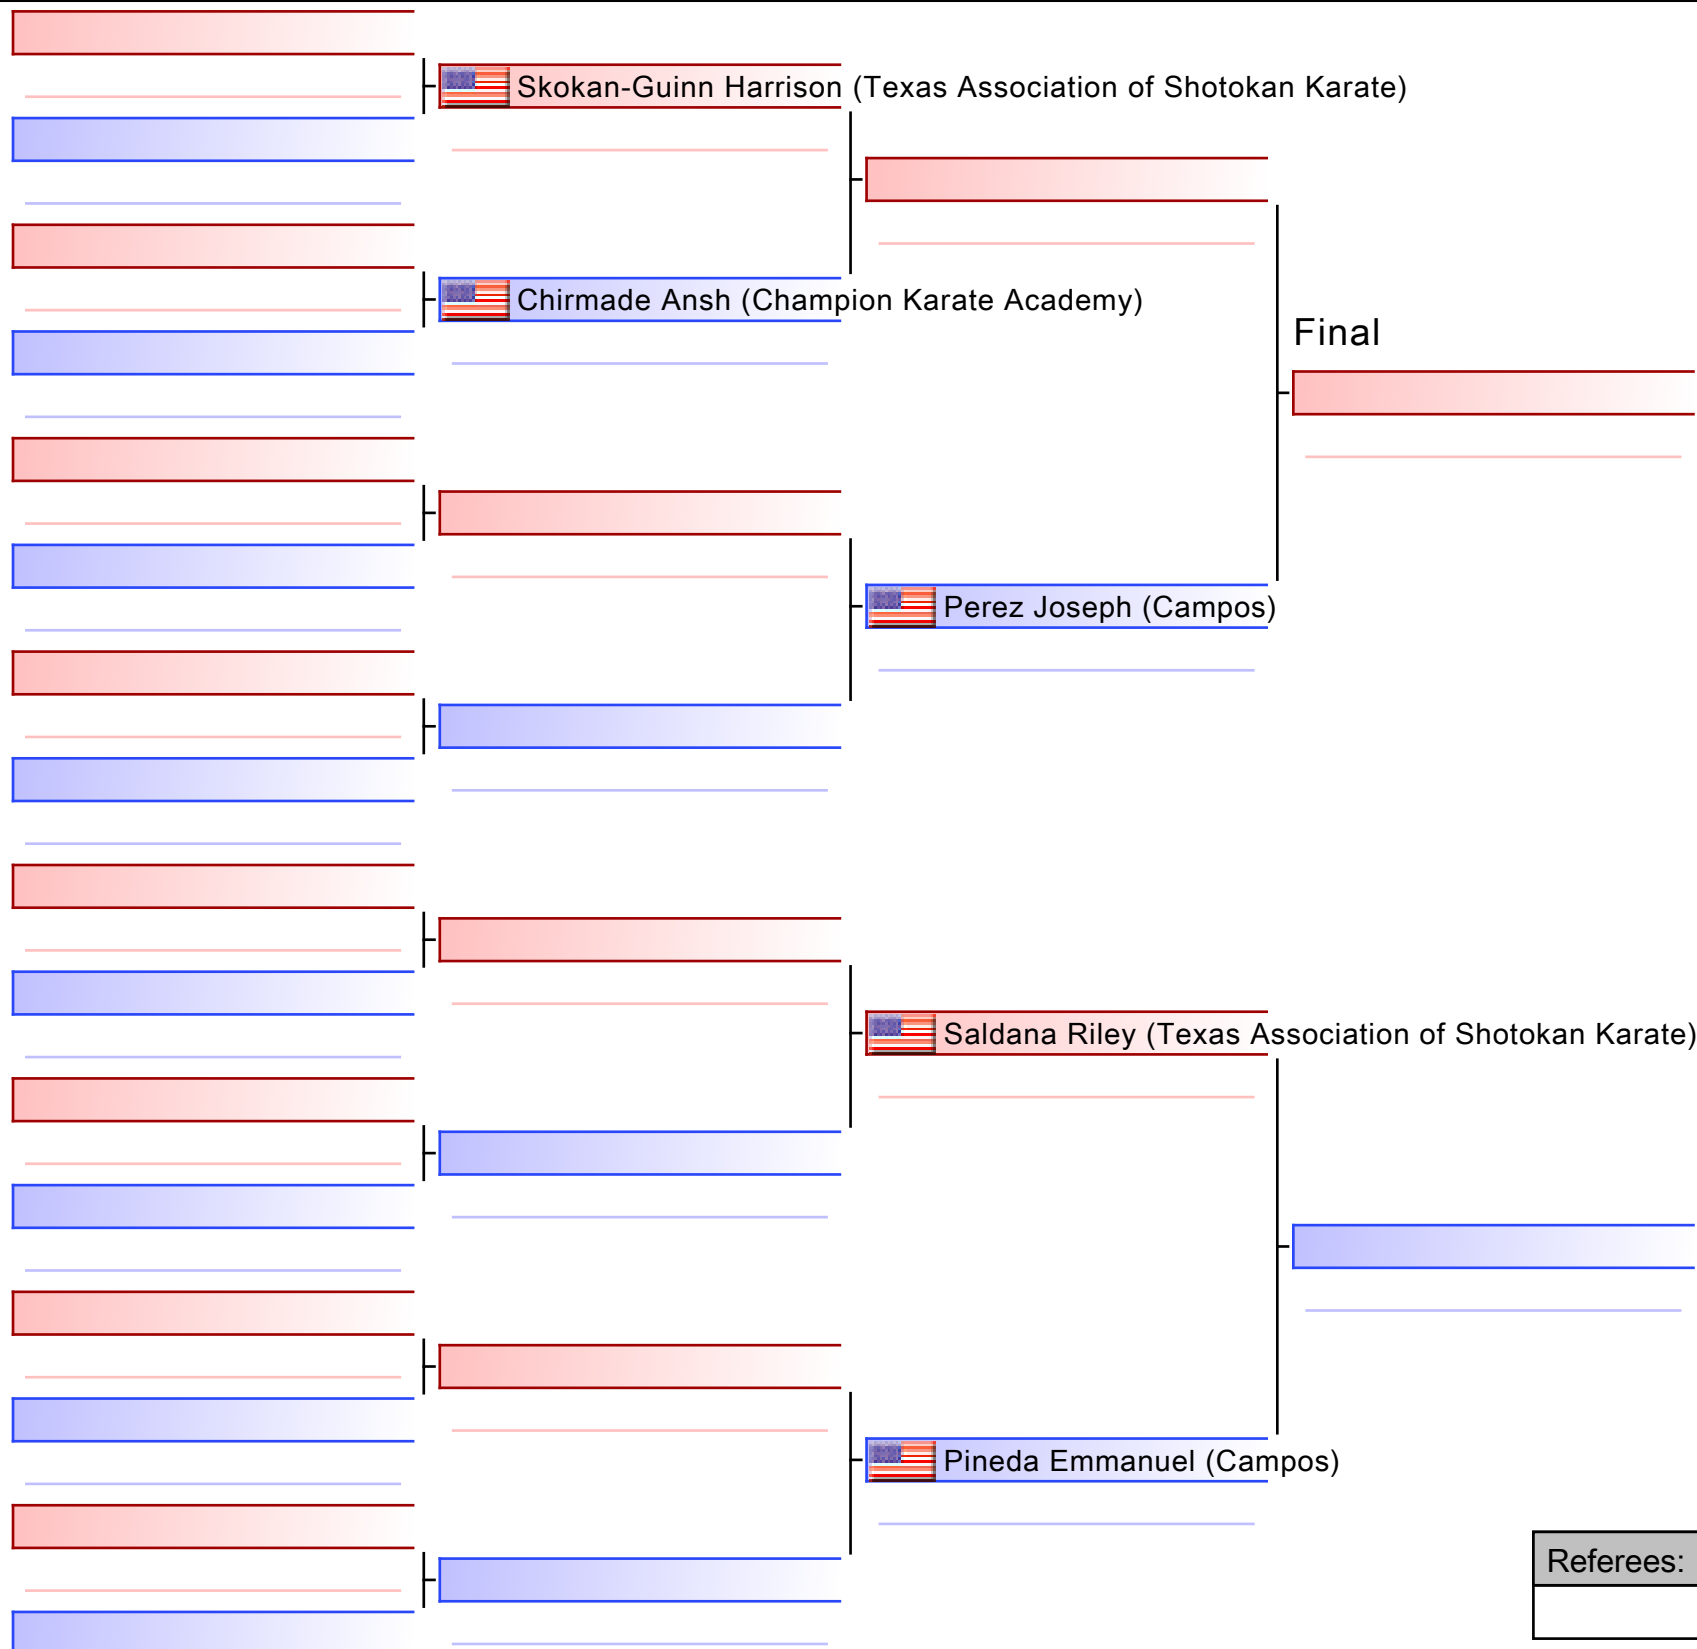 Skokan-Guinn Harrison (Texas Association of Shotokan Karate)
Chirmade Ansh (Champion Karate Academy)
Final
Perez Joseph (Campos)
Saldana Riley (Texas Association of Shotokan Karate)
Pineda Emmanuel (Campos)
Referees: